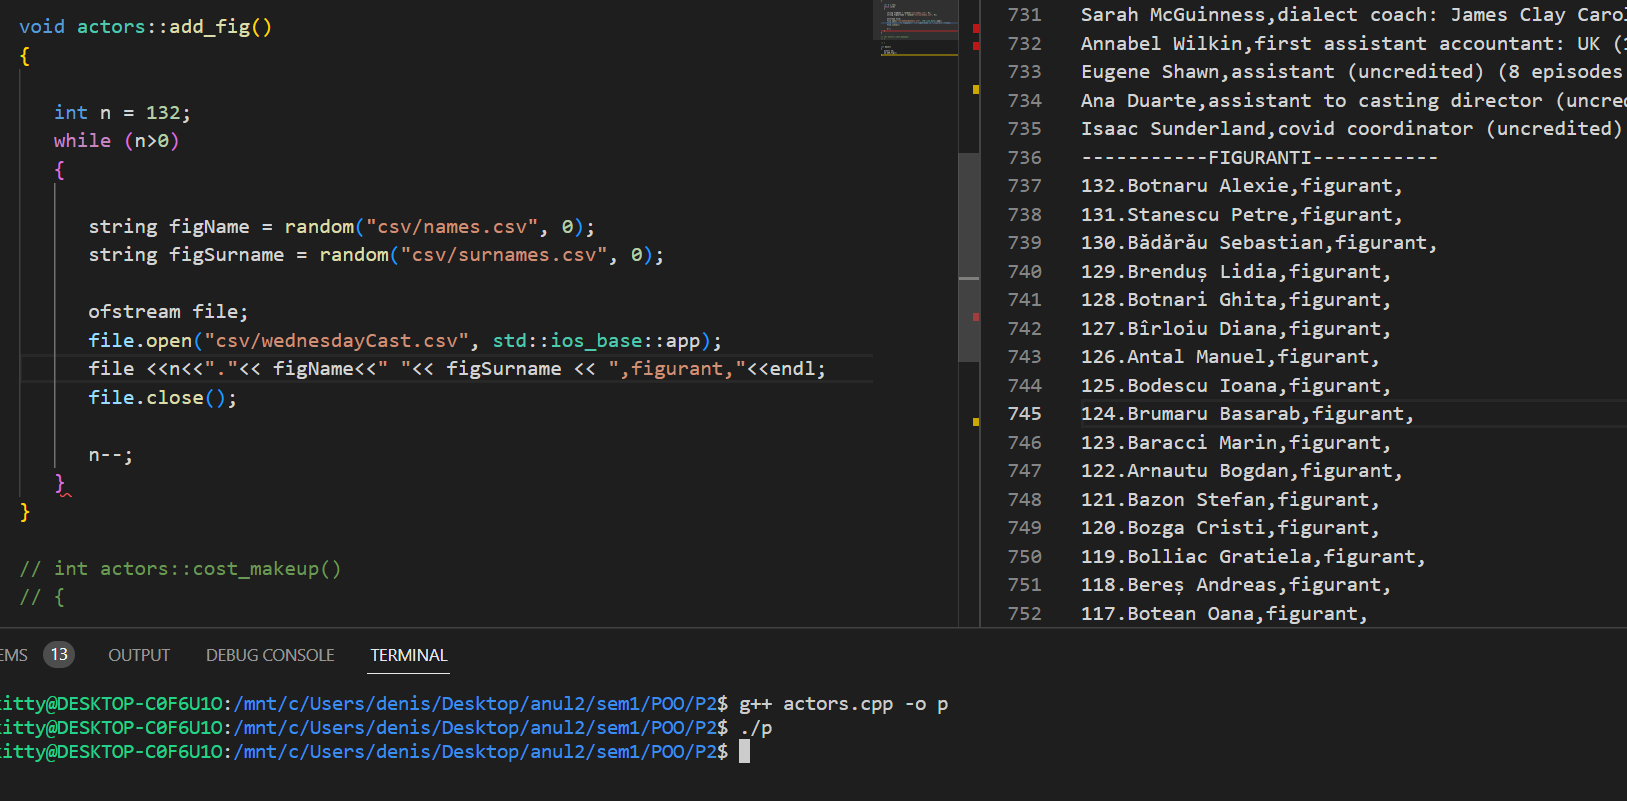 void actors::add_fig()
{
int n = 132;
while (n>0)
{
string figName = random("csv/names.csv", 0);
string figSurname = random("csv/surnames.csv", 0);
ofstream file;
file.open("csv/wednesdayCast.csv", std::ios_base::app);
file <<n<<"."<< figName<<" "<< figSurname << ",figurant,"<<endl;
file.close();
n--;
}
}
// int actors::cost_makeup()
// {
731 Sarah McGuinness,dialect coach: James Clay
732 Annabel Wilkin,first assistant accountant: UK
733 Eugene Shawn,assistant (uncredited) (8 episodes
734 Ana Duarte,assistant to casting director
735 Isaac Sunderland,covid coordinator (uncredited)
736 -----------FIGURANTI-----------
737 132.Botnaru Alexie,figurant,
738 131.Stanescu Petre,figurant,
739 130.Bădărău Sebastian,figurant,
740 129.Brenduș Lidia,figurant,
741 128.Botnari Ghita,figurant,
742 127.Bîrloiu Diana,figurant,
743 126.Antal Manuel,figurant,
744 125.Bodescu Ioana,figurant,
745 124.Brumaru Basarab,figurant,
746 123.Baracci Marin,figurant,
747 122.Arnautu Bogdan,figurant,
748 121.Bazon Stefan,figurant,
749 120.Bozga Cristi,figurant,
750 119.Bolliac Gratiela,figurant,
751 118.Bereș Andreas,figurant,
752 117.Botean Oana,figurant,
EMS 13 OUTPUT DEBUG CONSOLE TERMINAL
itty@DESKTOP-C0F6U1O:/mnt/c/Users/denis/Desktop/anul2/sem1/POO/P2$ g++ actors.cpp -o p
itty@DESKTOP-C0F6U1O:/mnt/c/Users/denis/Desktop/anul2/sem1/POO/P2$ ./p
itty@DESKTOP-C0F6U1O:/mnt/c/Users/denis/Desktop/anul2/sem1/POO/P2$